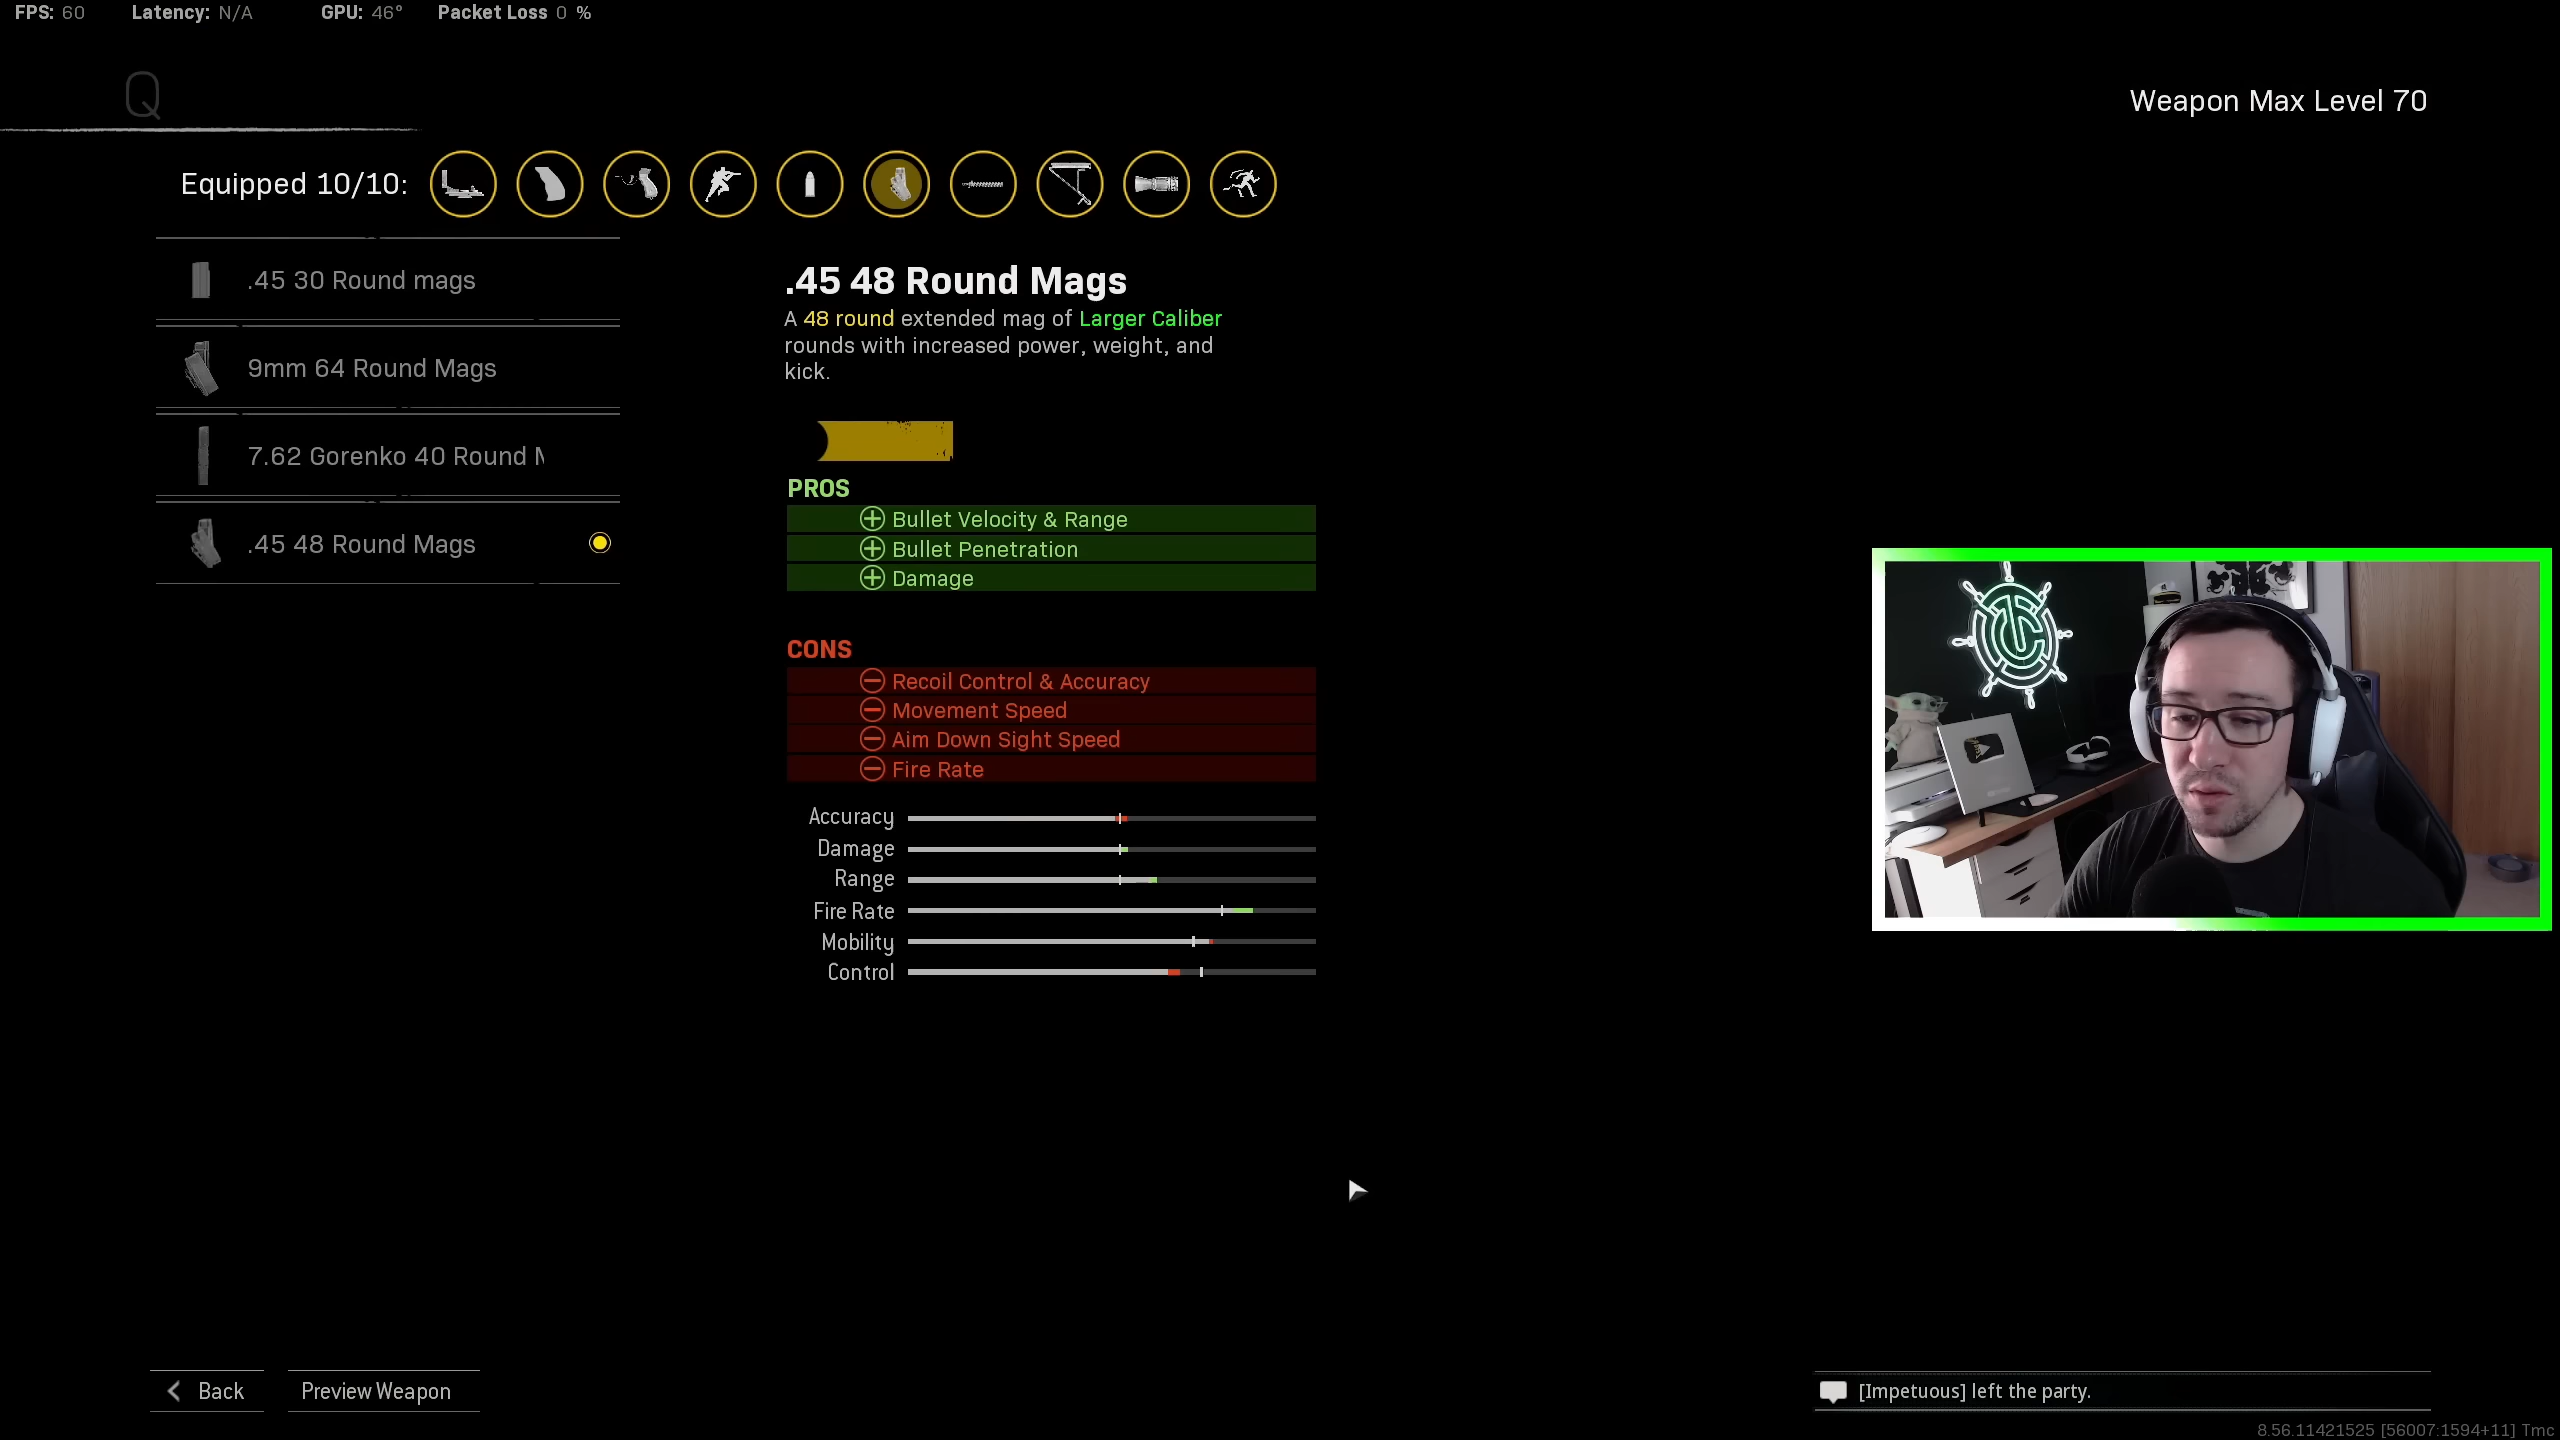 FPS: 60 Latency: N/A GPU: 46° Packet Loss 0 %
Q
Weapon Max Level 70
Equipped 10/10:
.45 30 Round mags
9mm 64 Round Mags
7.62 Gorenko 40 Round M
.45 48 Round Mags
.45 48 Round Mags
A 48 round extended mag of Larger Caliber
rounds with increased power, weight, and
kick.
PROS
Bullet Velocity & Range
Bullet Penetration
Damage
CONS
Recoil Control & Accuracy
Movement Speed
Aim Down Sight Speed
Fire Rate
Accuracy
Damage
Range
Fire Rate
Mobility
Control
Back
Preview Weapon
[Impetuous] left the party.
8.56.11421525 [56007:1594+11] Tmc